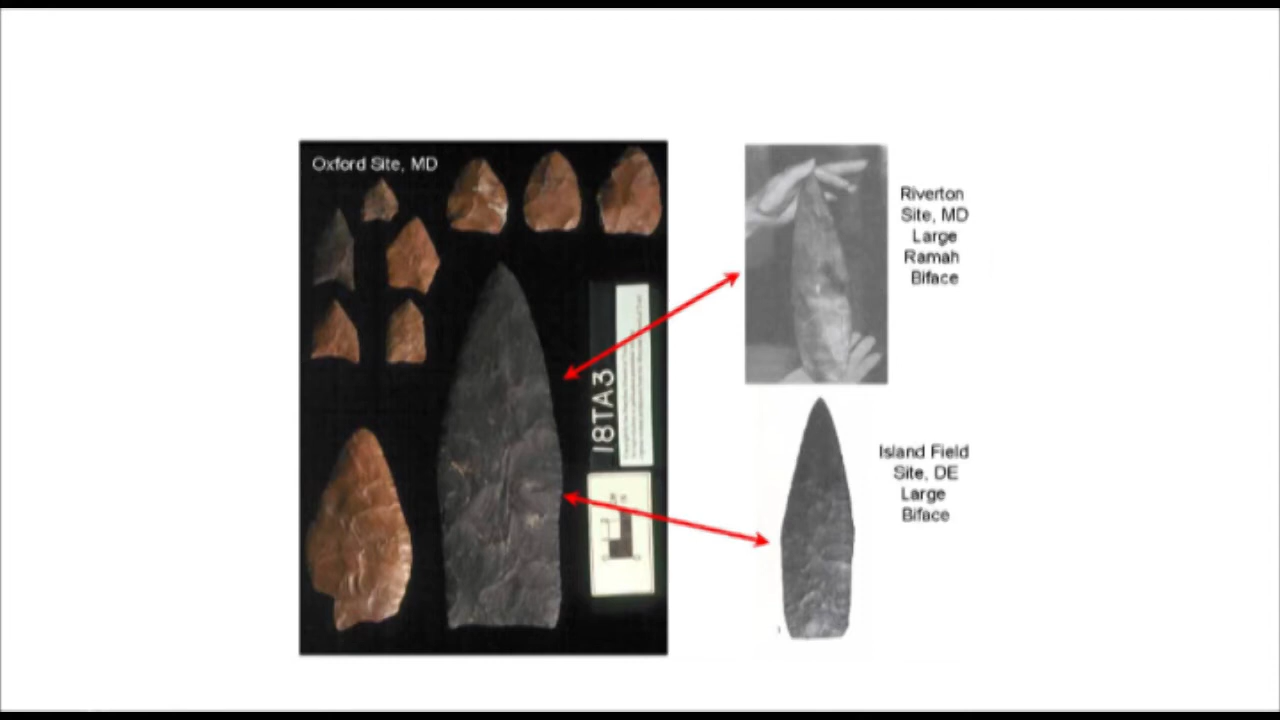 Oxford Site, MD
18TA3
Riverton
Site, MD
Large
Ramah
Biface
Island Field
Site, DE
Large
Biface